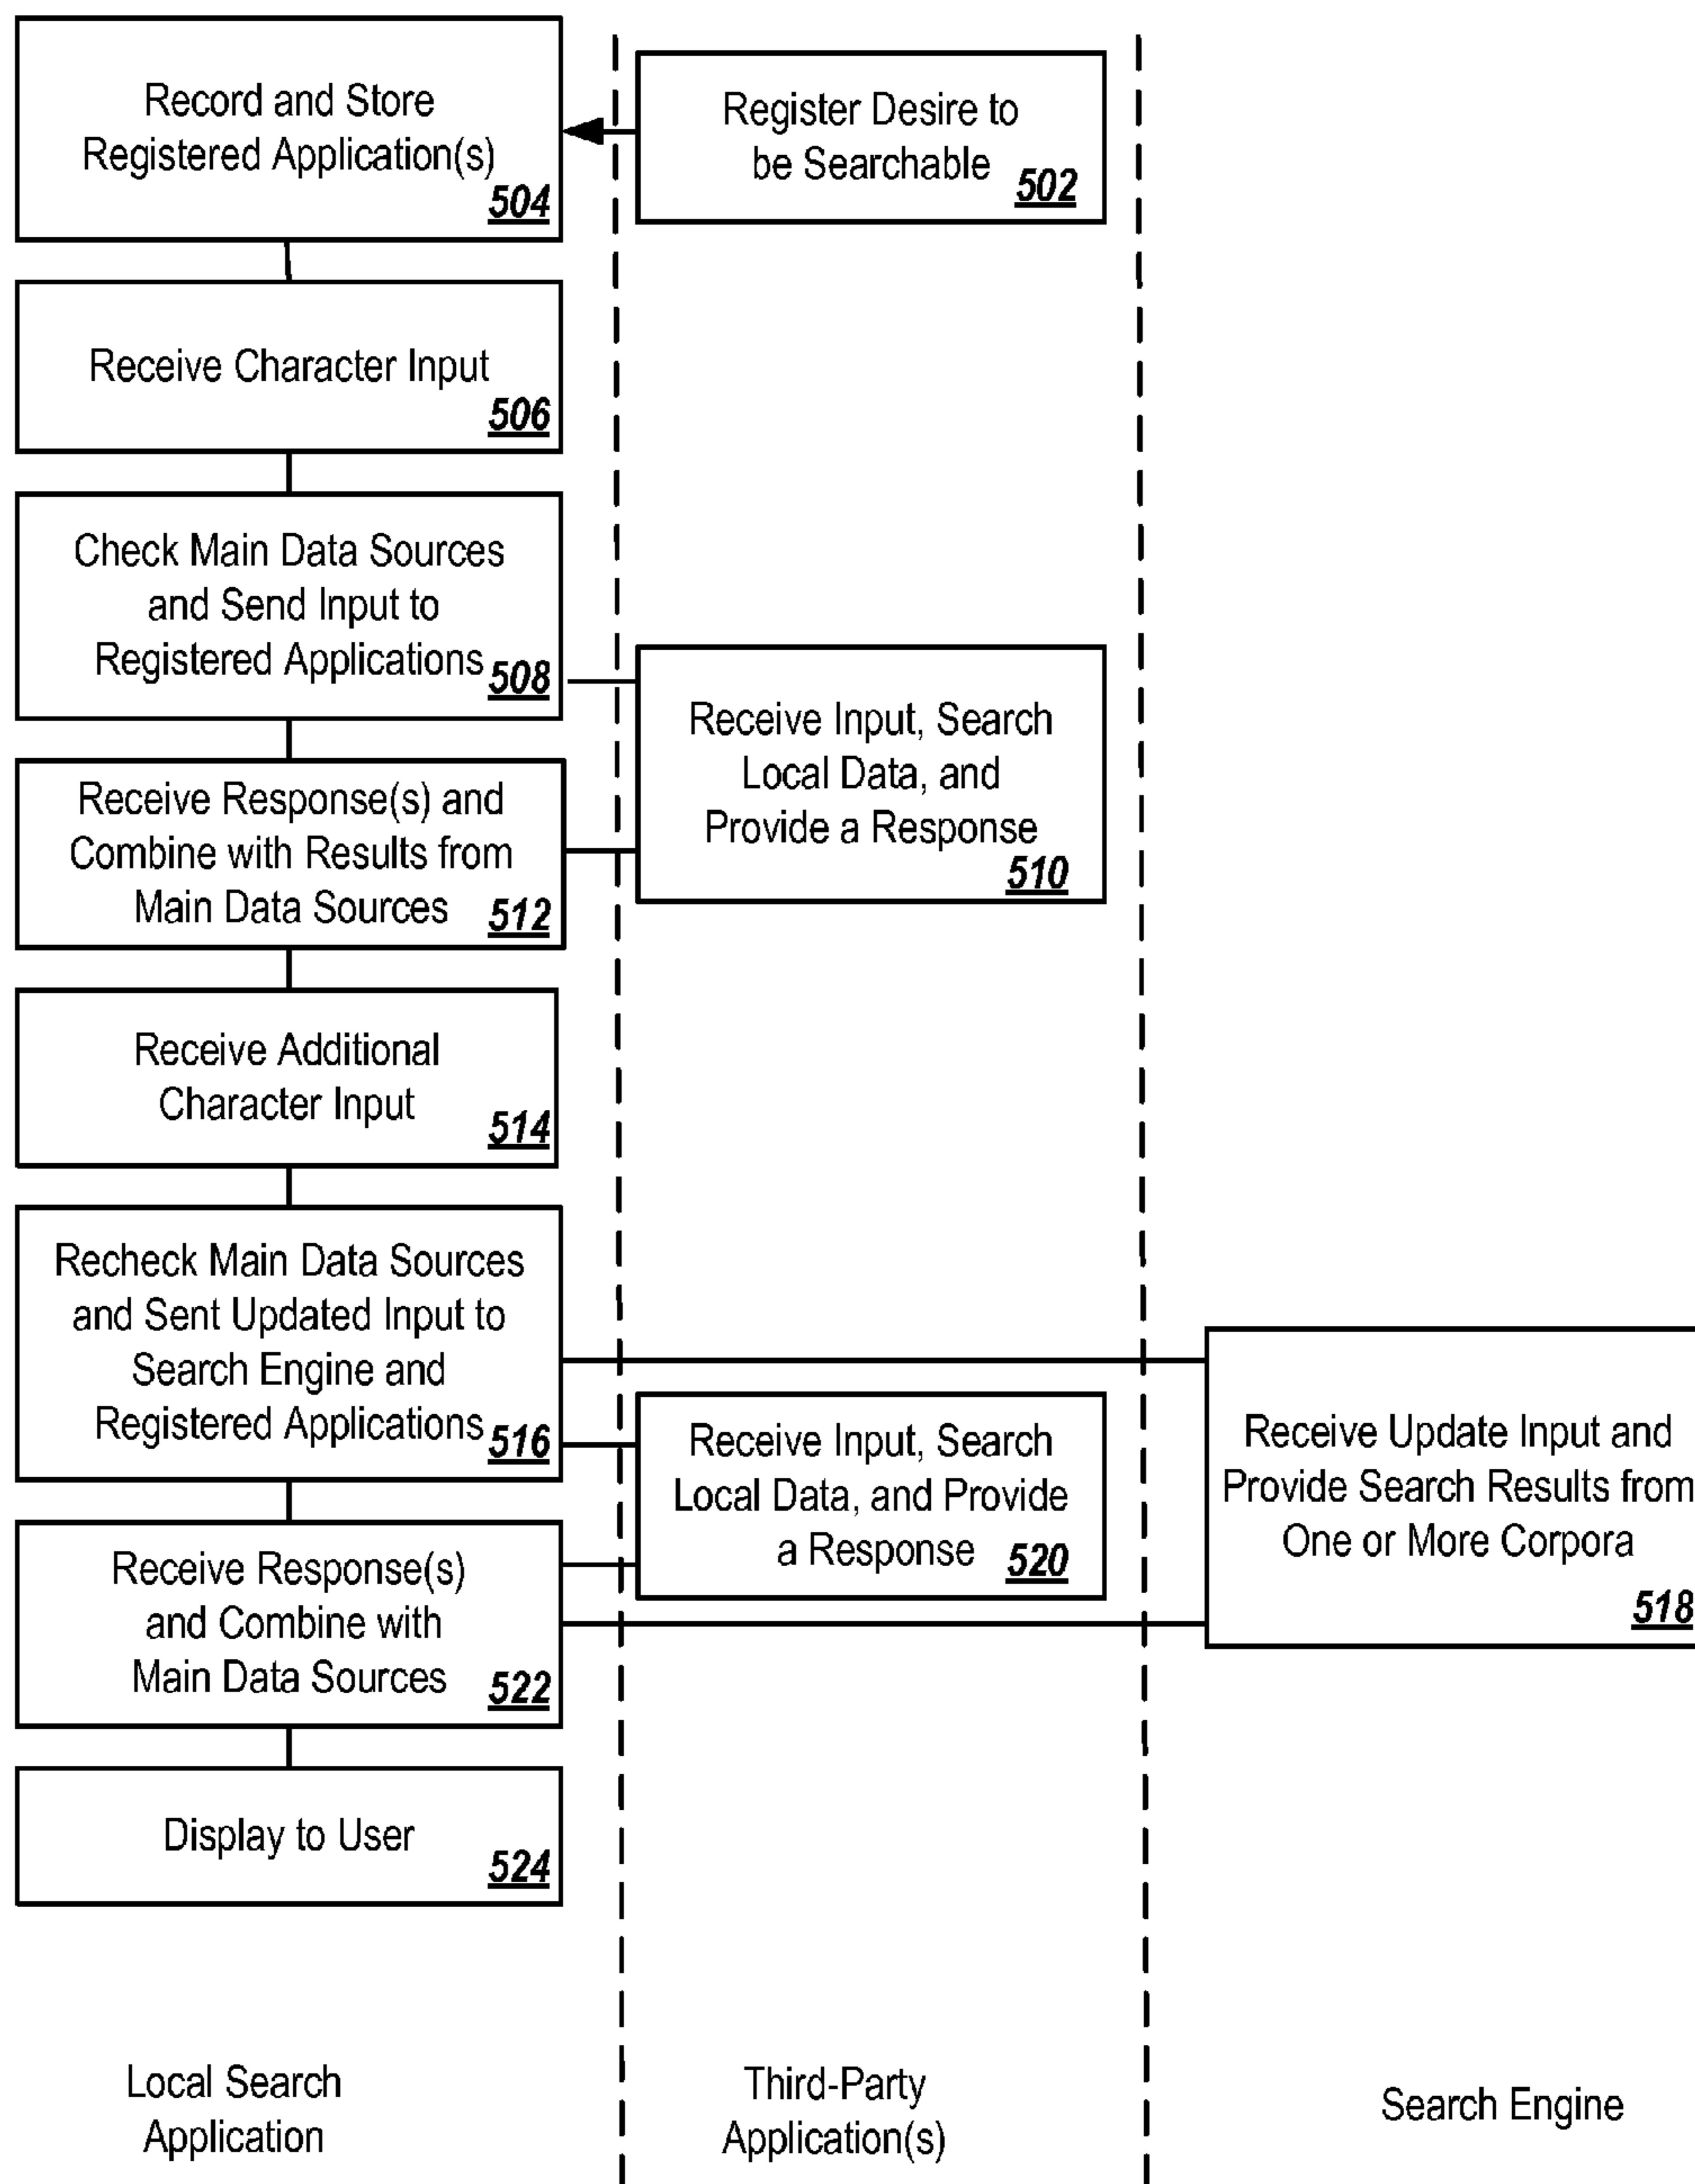 Record and Store
Registered Application(s)
504
Register Desire to
be Searchable
502
Receive Character Input
506
Check Main Data Sources
and Send Input to
Registered Applications
508
Receive Input, Search
Local Data, and
Provide a Response
510
Receive Response(s) and
Combine with Results from
Main Data Sources
512
Receive Additional
Character Input
514
Recheck Main Data Sources
and Sent Updated Input to
Search Engine and
Registered Applications
516
Receive Update Input and
Provide Search Results from
One or More Corpora
518
Receive Input, Search
Local Data, and Provide
a Response
520
Receive Response(s)
and Combine with
Main Data Sources
522
Display to User
524
Local Search
Application
Third-Party
Application(s)
Search Engine